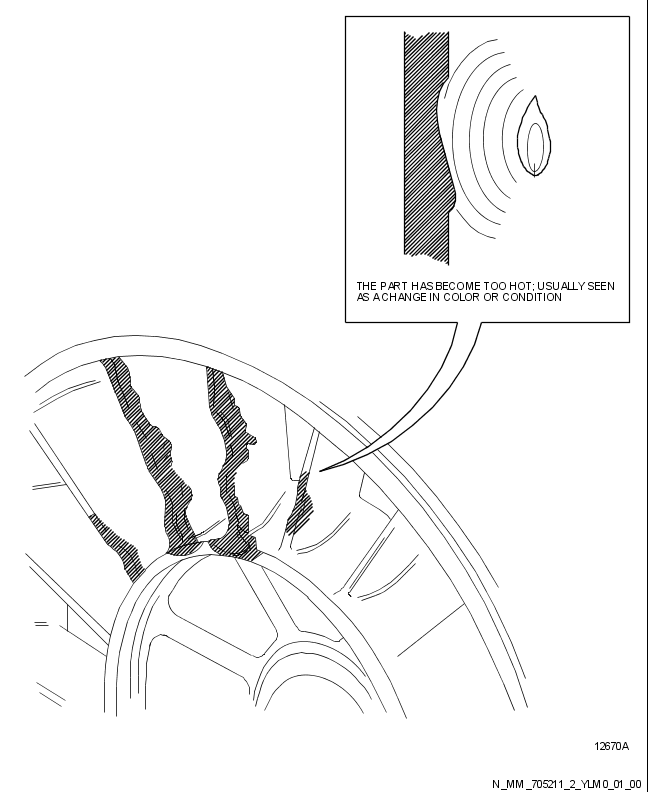 THE PART HAS BECOME TOO HOT; USUALLY SEEN
AS A CHANGE IN COLOR OR CONDITION
12670A
N_MM_705211_2_YLM0_01_00